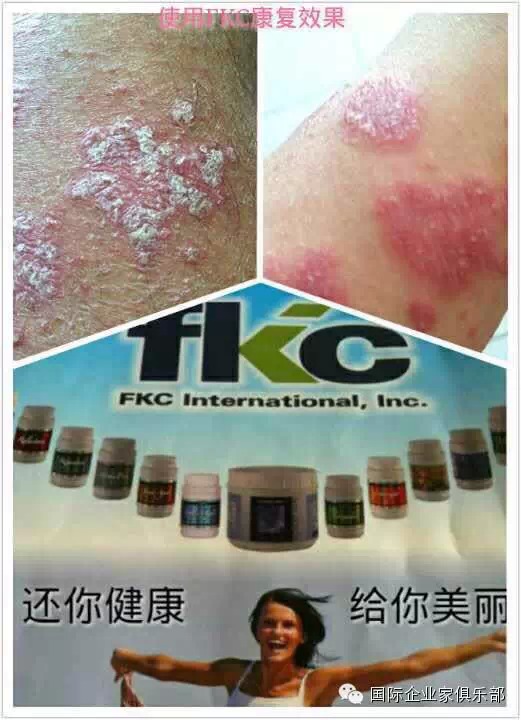 使用FKC康复效果
fkc
FKC International, Inc.
还你健康
给你美丽
国际企业家俱乐部